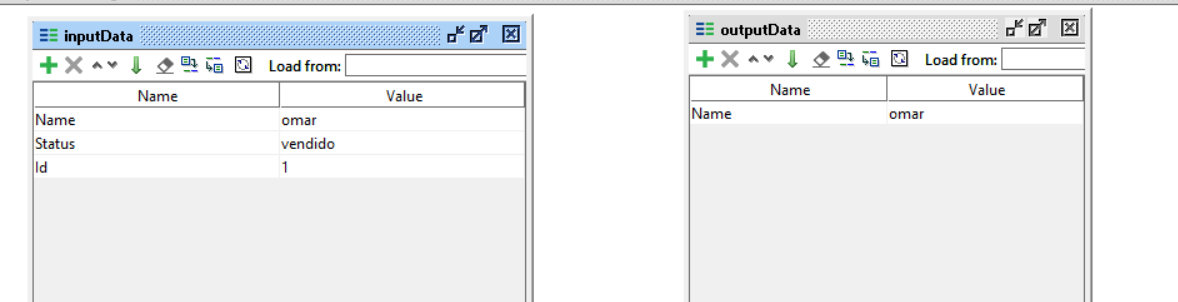 inputData
Load from:
Name Value
Name omar
Status vendido
Id 1
outputData
Load from:
Name Value
Name omar